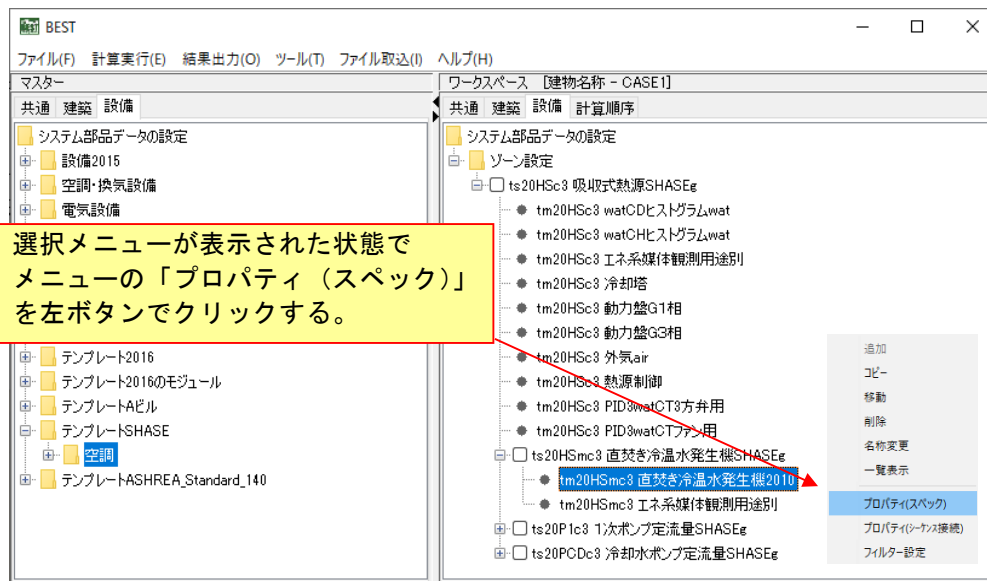 BEST
ファイル(F) 計算実行(E) 結果出力(O) ツール(T) ファイル取込(I) ヘルプ(H)
マスター
共通 建築 設備
システム部品データの設定
設備2015
空調・換気設備
電気設備
選択メニューが表示された状態で
メニューの「プロパティ（スペック）」
を左ボタンでクリックする。
テンプレート2016
テンプレート2016のモジュール
テンプレートAビル
テンプレートSHASE
空調
テンプレートASHREA_Standard_140
ワークスペース [建物名称 - CASE1]
共通 建築 設備 計算順序
システム部品データの設定
ゾーン設定
ts20HSc3 吸収式熱源SHASEg
tm20HSc3 watCDヒストグラムwat
tm20HSc3 watCHヒストグラムwat
tm20HSc3 エネ系媒体観測用途別
tm20HSc3 冷却塔
tm20HSc3 動力盤G1相
tm20HSc3 動力盤G3相
tm20HSc3 外気air
tm20HSc3 熱源制御
tm20HSc3 PID3watCT3方弁用
tm20HSc3 PID3watCTファン用
ts20HSmc3 直焚き冷温水発生機SHASEg
tm20HSmc3 直焚き冷温水発生機2010
tm20HSmc3 エネ系媒体観測用途別
ts20P1c3 1次ポンプ定流量SHASEg
ts20PCDc3 冷却水ポンプ定流量SHASEg
追加
コピー
移動
削除
名称変更
一覧表示
プロパティ(スペック)
プロパティ(シーケンス接続)
フィルター設定